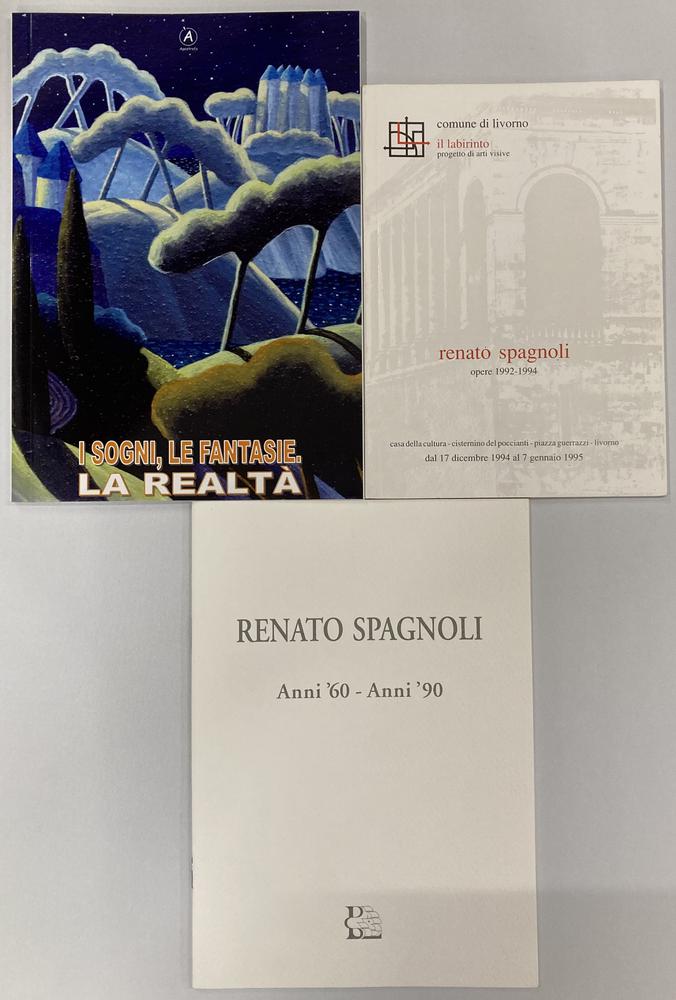 À
Apostrofo
I SOGNI, LE FANTASIE.
LA REALTÀ
comune di livorno
il labirinto
progetto di arti visive
renato spagnoli
opere 1992-1994
casa della cultura - cisternino del poccianti - piazza guerrazzi - livorno
dal 17 dicembre 1994 al 7 gennaio 1995
RENATO SPAGNOLI
Anni '60 - Anni '90